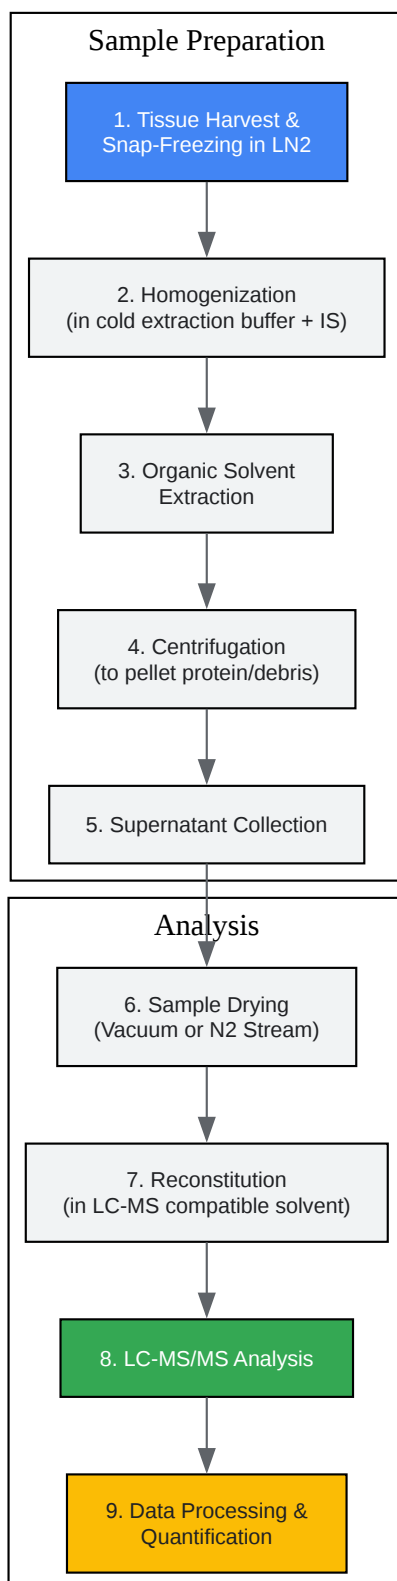 Sample Preparation
1. Tissue Harvest &
Snap-Freezing in LN2
2. Homogenization
(in cold extraction buffer + IS)
3. Organic Solvent
Extraction
4. Centrifugation
(to pellet protein/debris)
5. Supernatant Collection
Analysis
6. Sample Drying
(Vacuum or N2 Stream)
7. Reconstitution
(in LC-MS compatible solvent)
8. LC-MS/MS Analysis
9. Data Processing &
Quantification